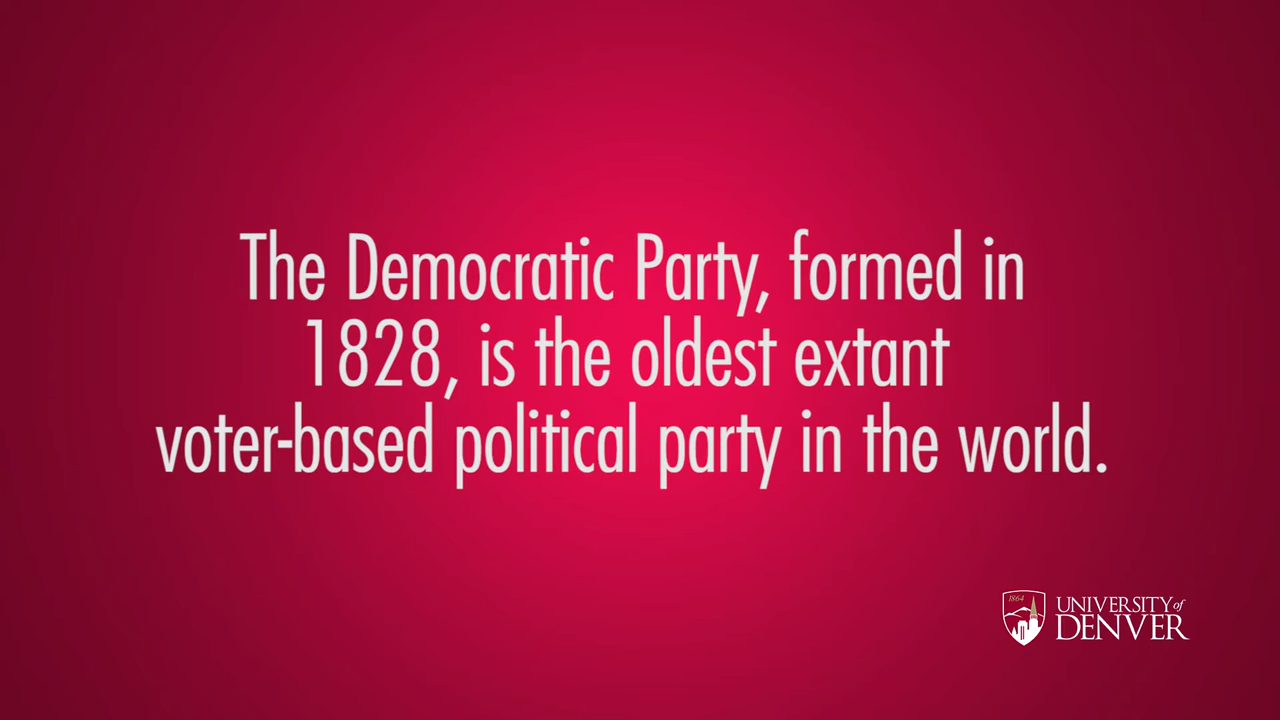 The Democratic Party, formed in
1828, is the oldest extant
voter-based political party in the world.
1864
UNIVERSITY of
DENVER